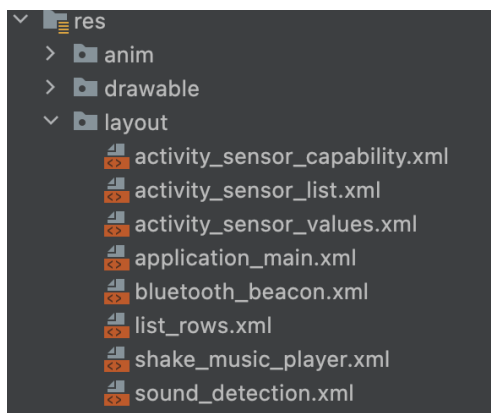 res
anim
drawable
layout
activity_sensor_capability.xml
activity_sensor_list.xml
activity_sensor_values.xml
application_main.xml
bluetooth_beacon.xml
list_rows.xml
shake_music_player.xml
sound_detection.xml